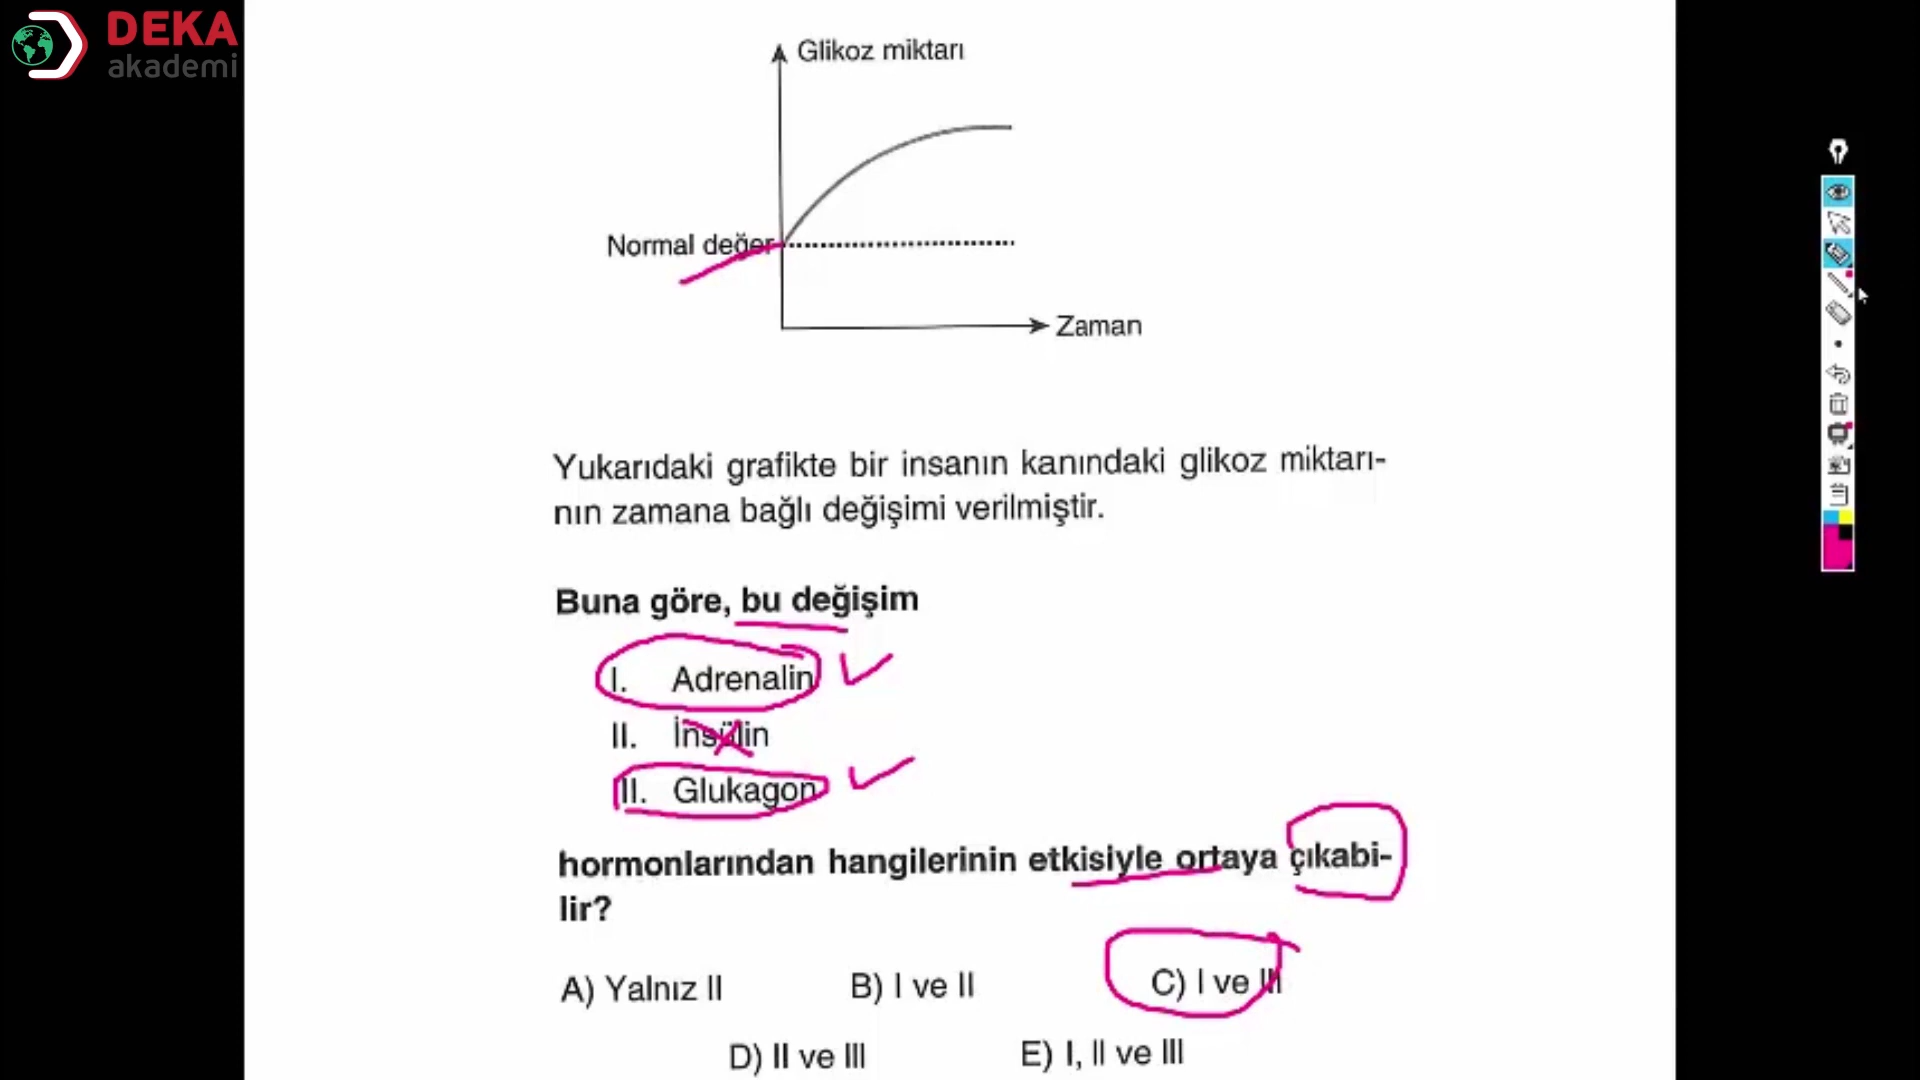 DEKA
akademi
Glikoz miktarı
Normal değer
Zaman
Yukarıdaki grafikte bir insanın kanındaki glikoz miktarı-
nın zamana bağlı değişimi verilmiştir.
Buna göre, bu değişim
I. Adrenalin
II. İnsülin
II. Glukagon
hormonlarından hangilerinin etkisiyle ortaya çıkabi-
lir?
A) Yalnız II B) I ve II C) I ve III
D) II ve III E) I, II ve III